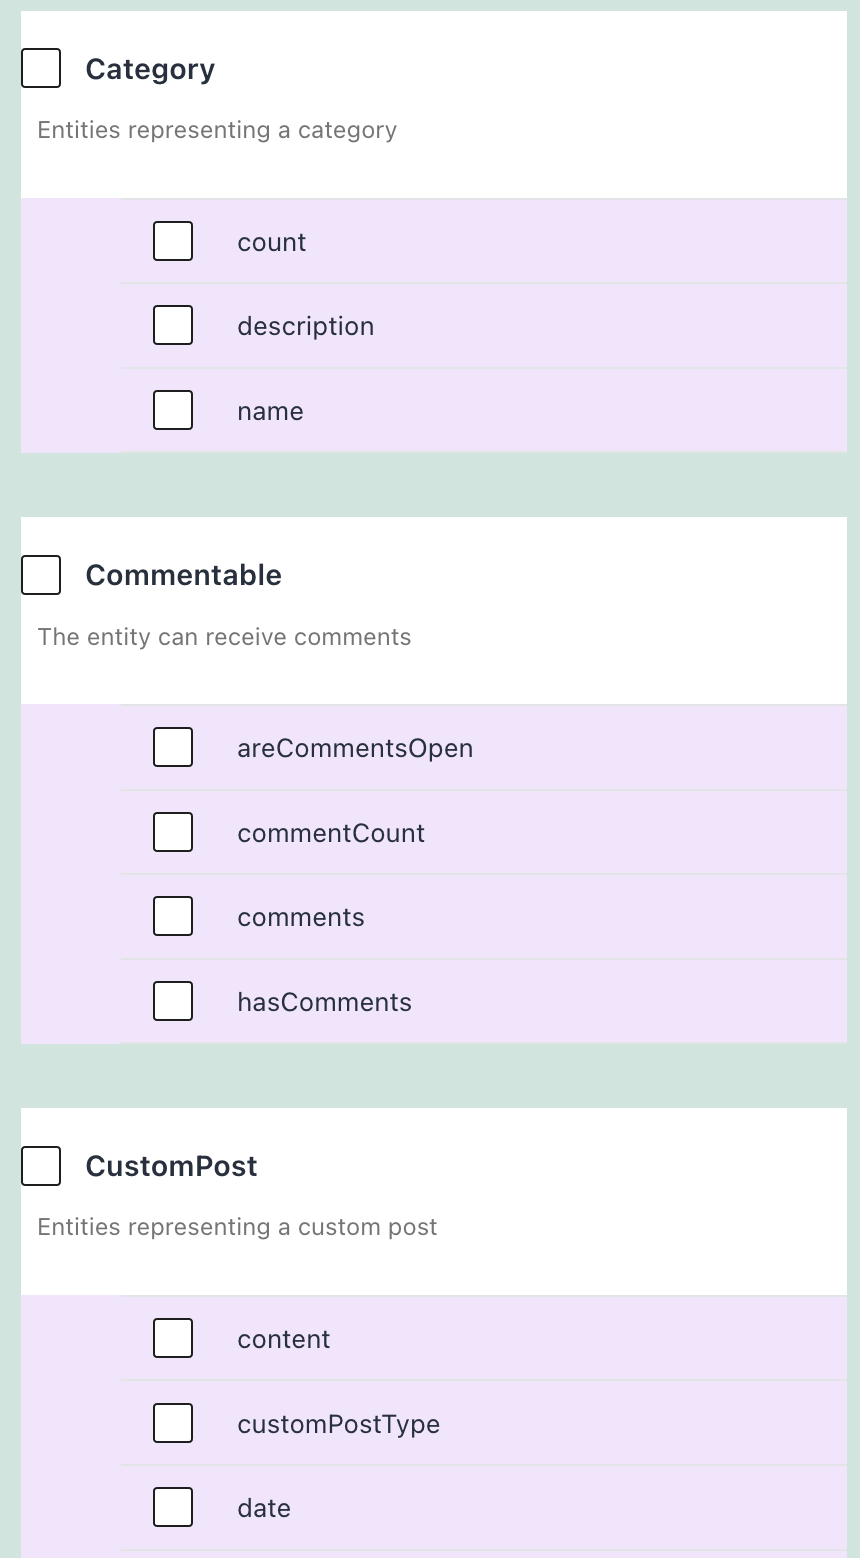 Category
Entities representing a category
count
description
name
Commentable
The entity can receive comments
areCommentsOpen
commentCount
comments
hasComments
CustomPost
Entities representing a custom post
content
customPostType
date